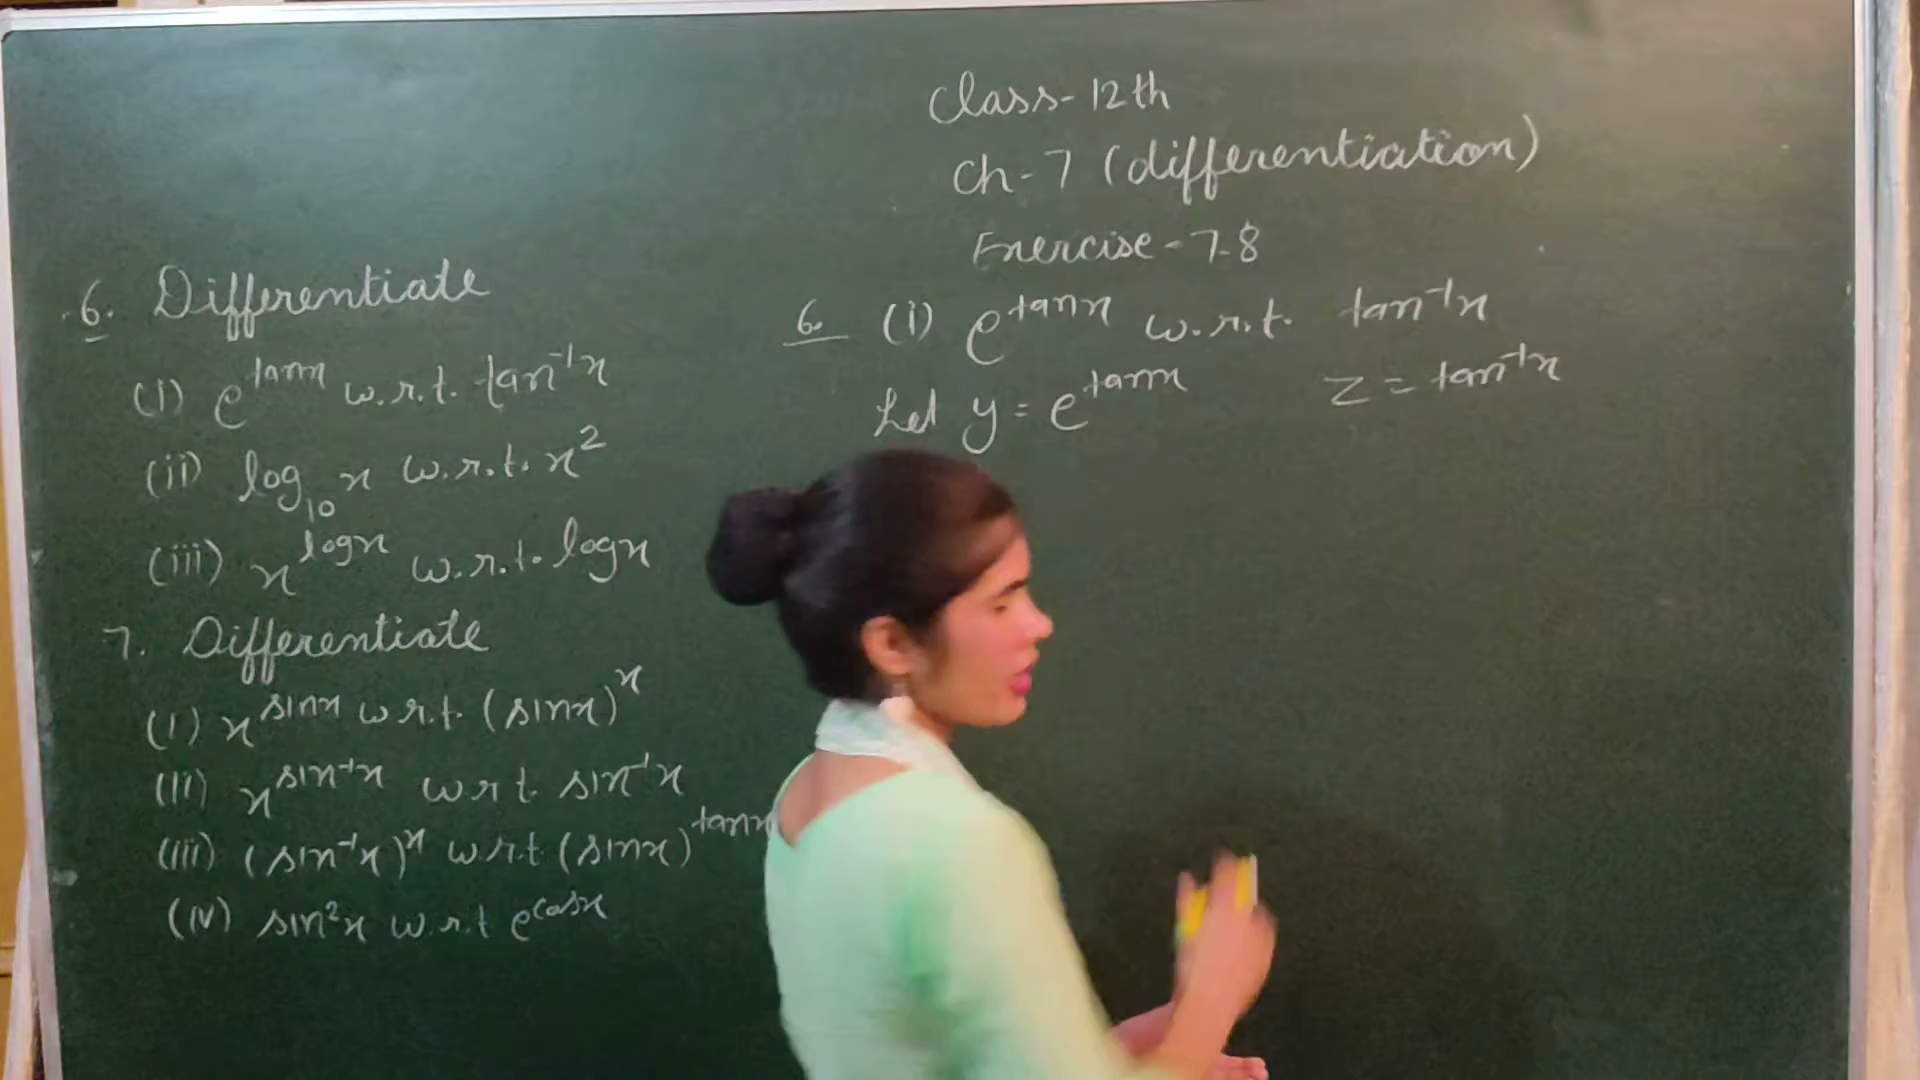 6. Differentiate
(i) e^tanx w.r.t. tan⁻¹x
(ii) log₁₀x w.r.t. x²
(iii) x^logx w.r.to logx
7. Differentiate
(i) x^sinx w r.t. (sinx)^x
(ii) x^sin⁻¹x w r t. sin⁻¹x
(iii) (sin⁻¹x)^x w.r.t. (sinx)^tanx
(iv) sin²x w.r.t e^cosx
Class-12th
Ch-7 (differentiation)
Exercise-7.8
6. (i) e^tanx w.r.t. tan⁻¹x
Let y = e^tanx z = tan⁻¹x